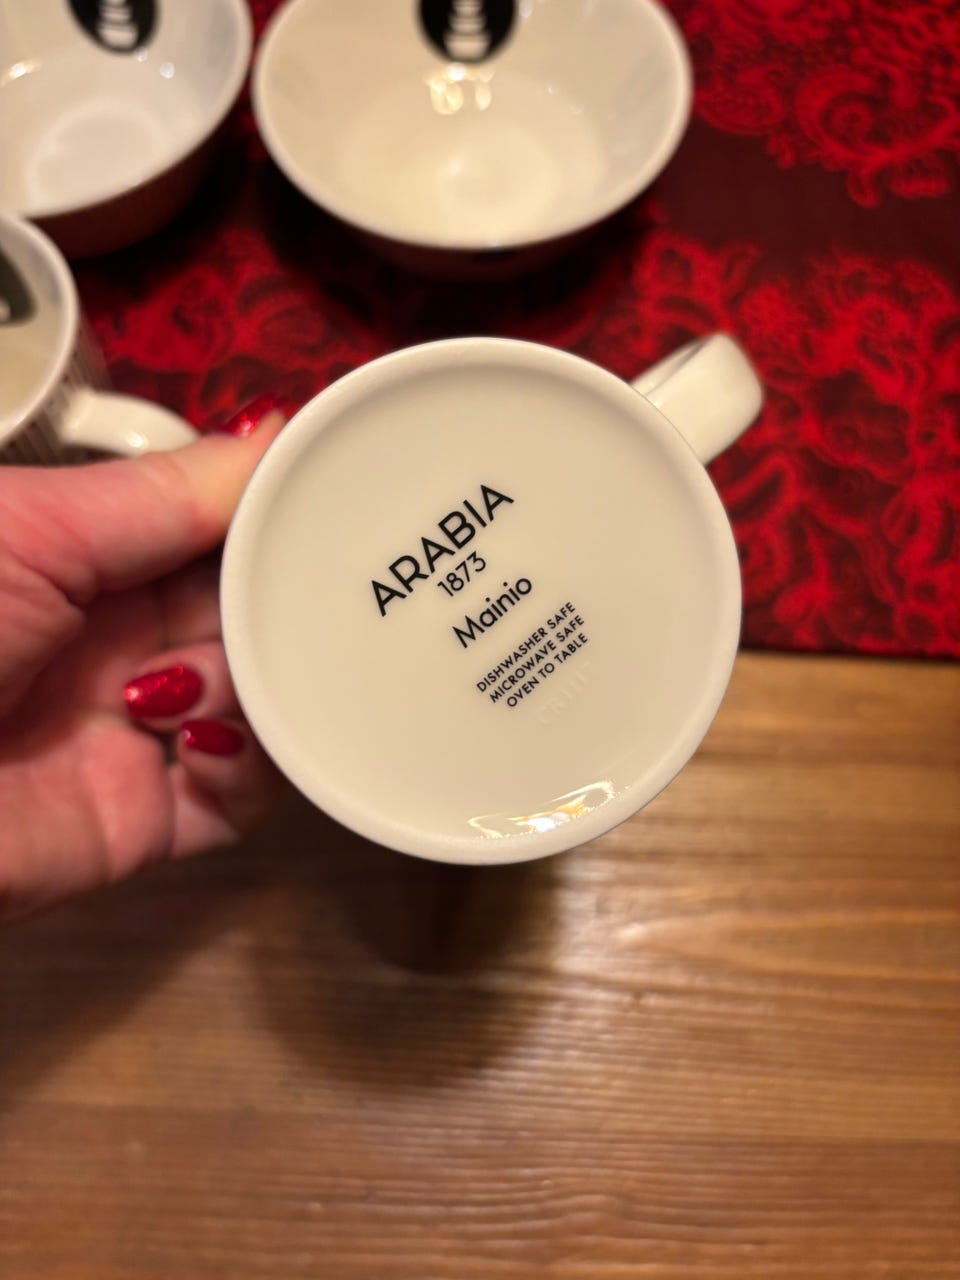 ARABIA
1873
Mainio
DISHWASHER SAFE
MICROWAVE SAFE
OVEN TO TABLE